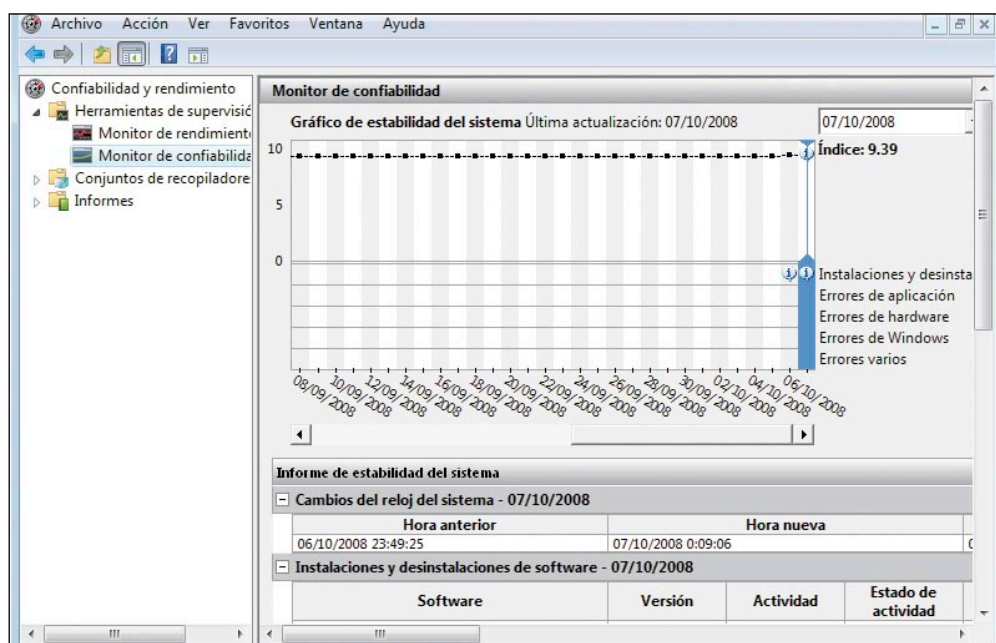 Archivo Acción Ver Favoritos Ventana Ayuda
Confiabilidad y rendimiento
Herramientas de supervisió
Monitor de rendimiento
Monitor de confiabilida
Conjuntos de recopiladore
Informes
Monitor de confiabilidad
Gráfico de estabilidad del sistema Última actualización: 07/10/2008
07/10/2008
10
5
0
Índice: 9.39
Instalaciones y desinsta
Errores de aplicación
Errores de hardware
Errores de Windows
Errores varios
08/09/2008 10/09/2008 12/09/2008 14/09/2008 16/09/2008 18/09/2008 20/09/2008 22/09/2008 24/09/2008 26/09/2008 28/09/2008 30/09/2008 02/10/2008 04/10/2008 06/10/2008
Informe de estabilidad del sistema
Cambios del reloj del sistema - 07/10/2008
Hora anterior Hora nueva
06/10/2008 23:49:25 07/10/2008 0:09:06
Instalaciones y desinstalaciones de software - 07/10/2008
Software Versión Actividad Estado de actividad